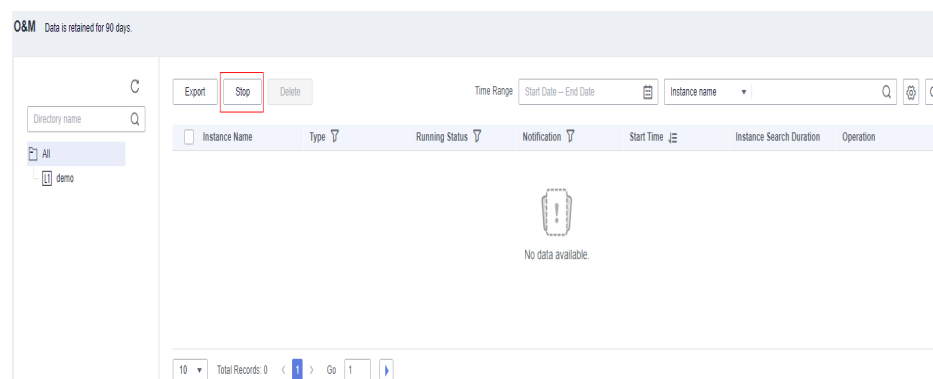 O&M Data is retained for 90 days.
Export Stop Delete Time Range Start Date – End Date Instance name
Directory name
Instance Name Type Running Status Notification Start Time Instance Search Duration Operation
All
L1 demo
No data available.
10 Total Records: 0 < 1 > Go 1